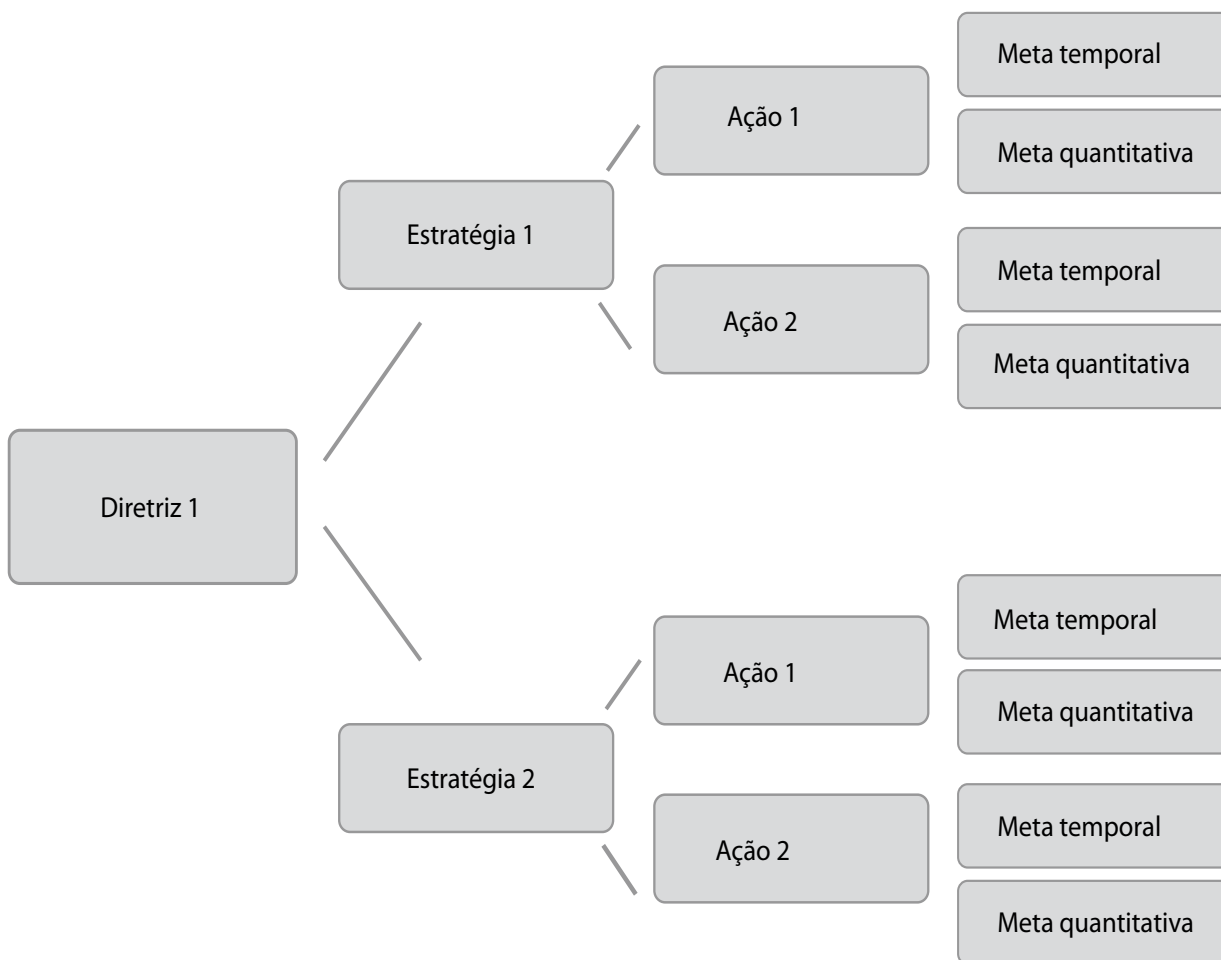 Diretriz 1
Estratégia 1
Ação 1
Meta temporal
Meta quantitativa
Ação 2
Meta temporal
Meta quantitativa
Estratégia 2
Ação 1
Meta temporal
Meta quantitativa
Ação 2
Meta temporal
Meta quantitativa